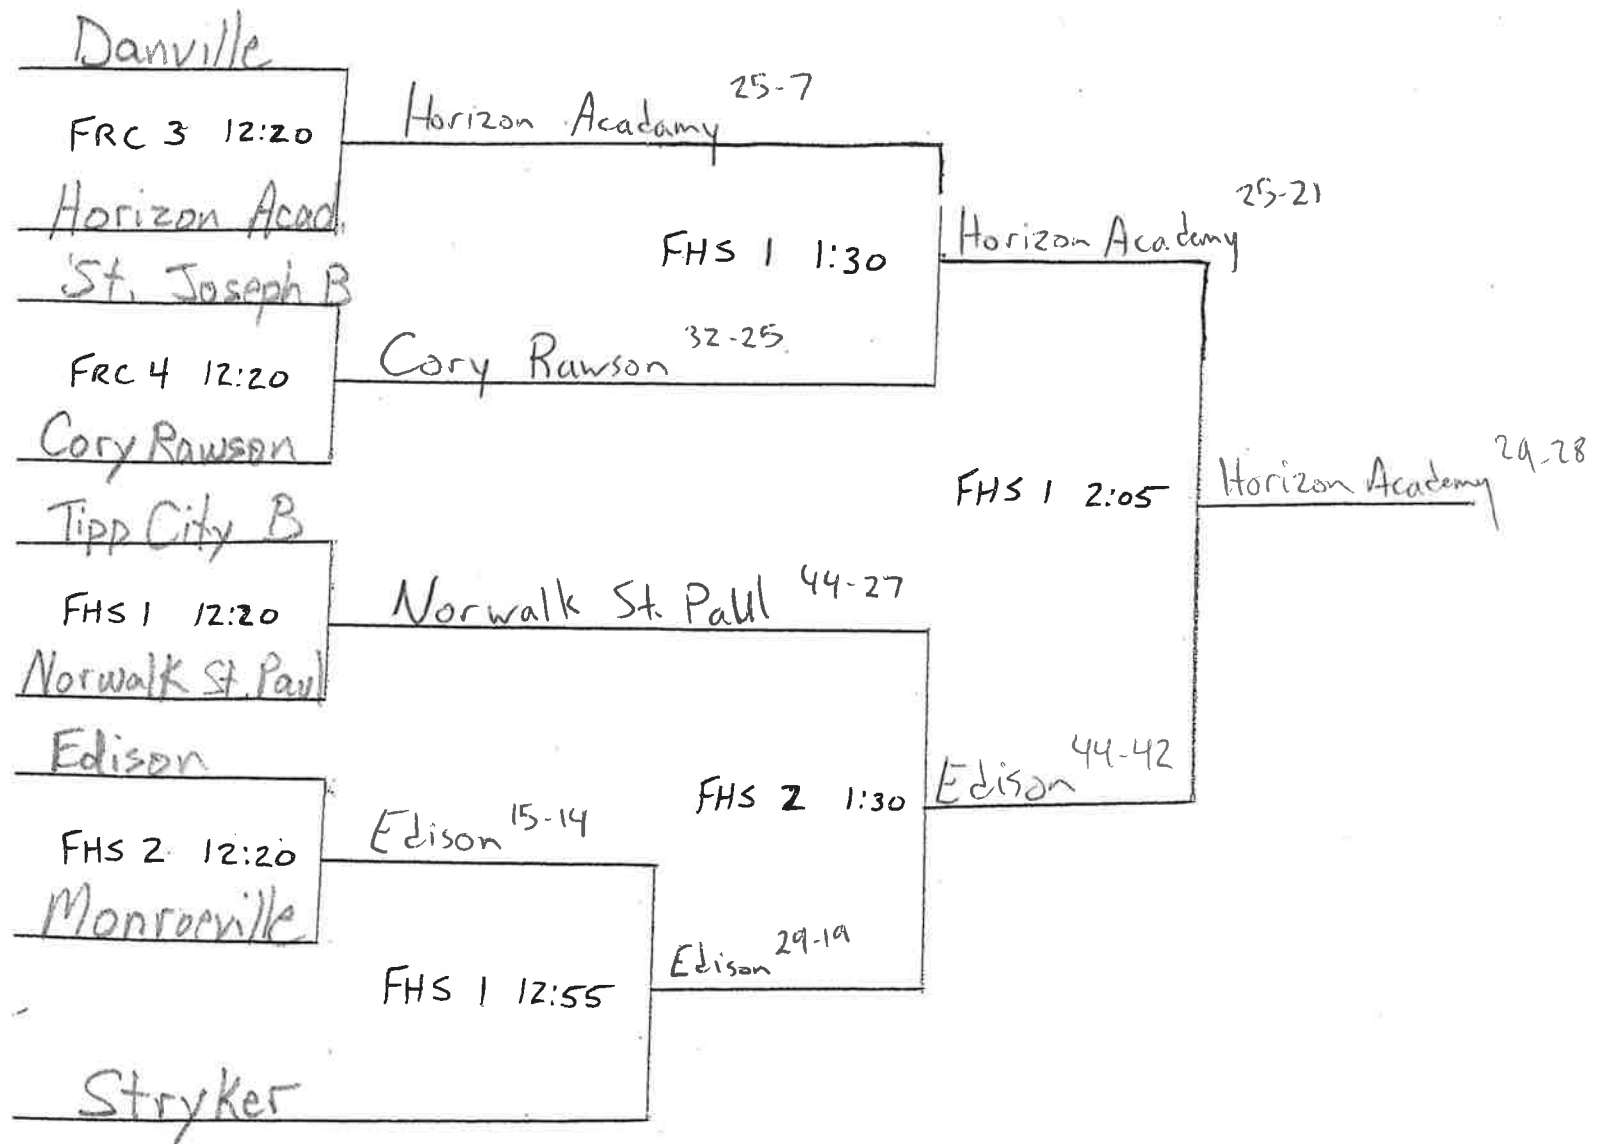 Danville
25-7
Horizon Acadamy
FRC 3 12:20
25-21
Horizon Acad.
Horizon Academy
FHS 1 1:30
St. Joseph B
32-25
Cory Rawson
FRC 4 12:20
Cory Rawson
29-28
Horizon Academy
FHS 1 2:05
Tipp City B
44-27
Norwalk St. Paul
FHS 1 12:20
Norwalk St. Paul
Edison
44-42
Edison
FHS 2 1:30
15-14
Edison
FHS 2 12:20
Monroeville
29-19
Edison
FHS 1 12:55
Stryker